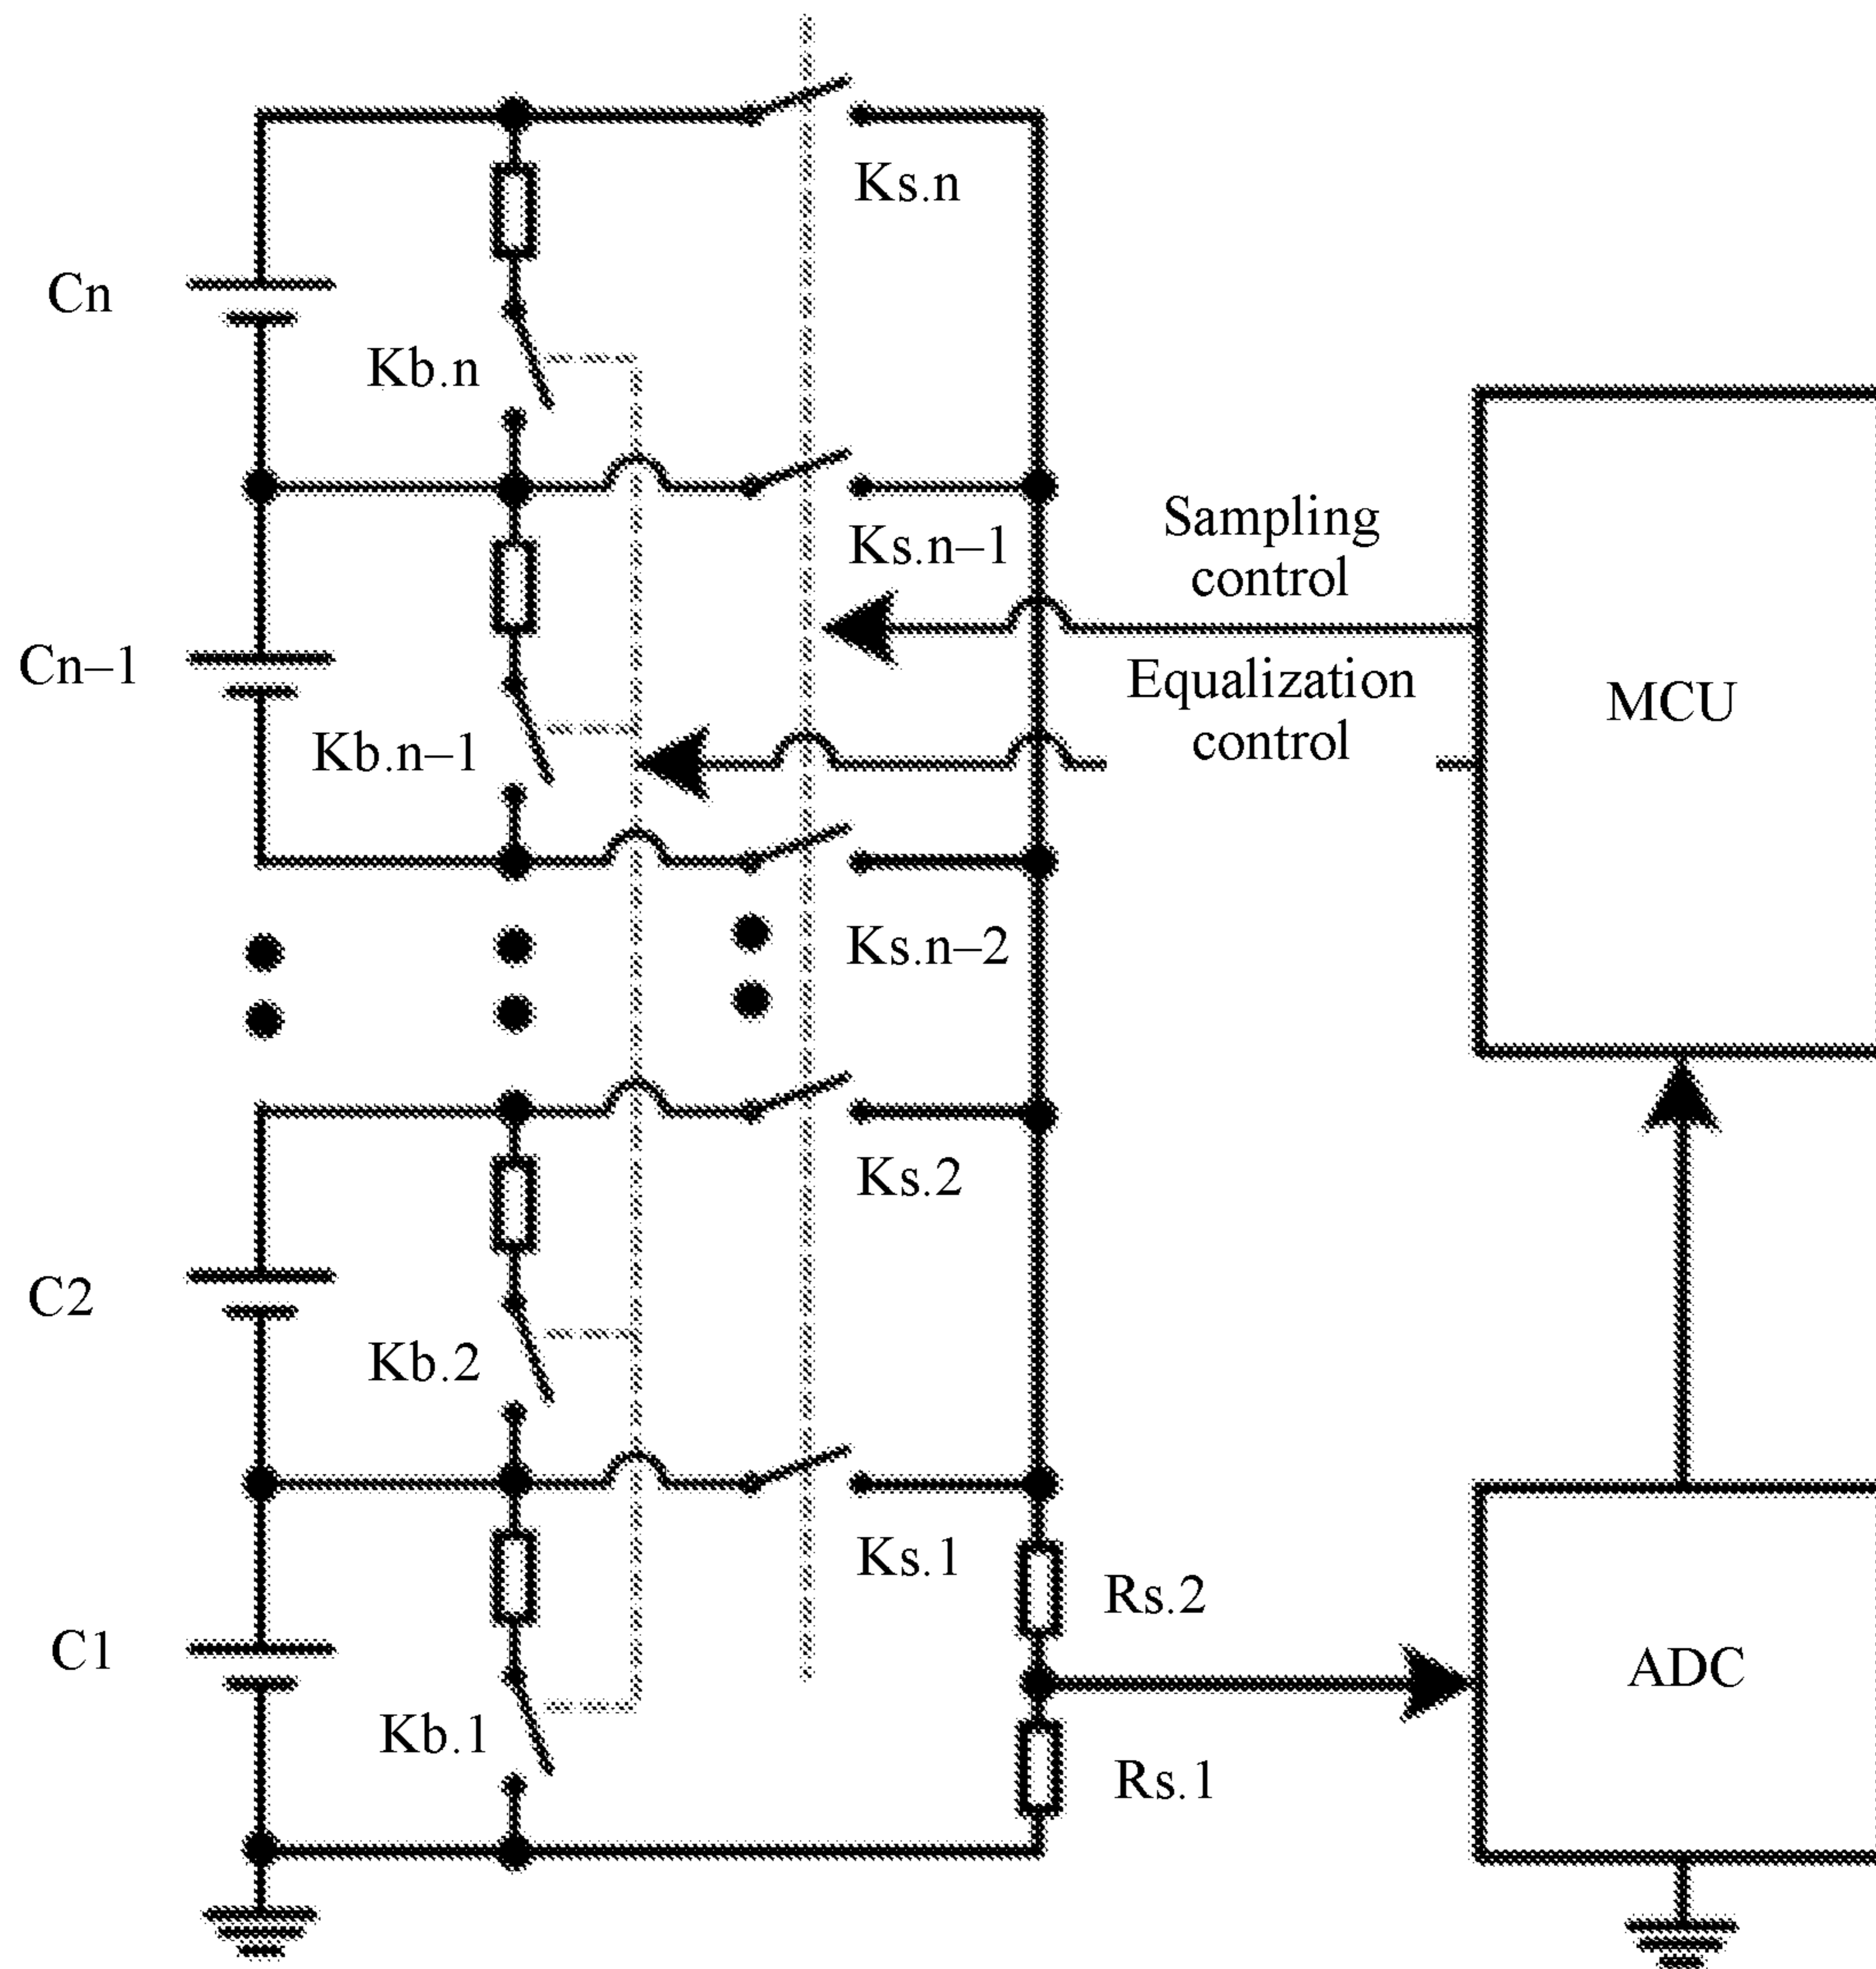 Ks.n
Cn
Kb.n
Sampling
control
Ks.n–1
Cn–1
Equalization
control
MCU
Kb.n–1
Ks.n–2
Ks.2
C2
Kb.2
Ks.1
Rs.2
C1
ADC
Kb.1
Rs.1